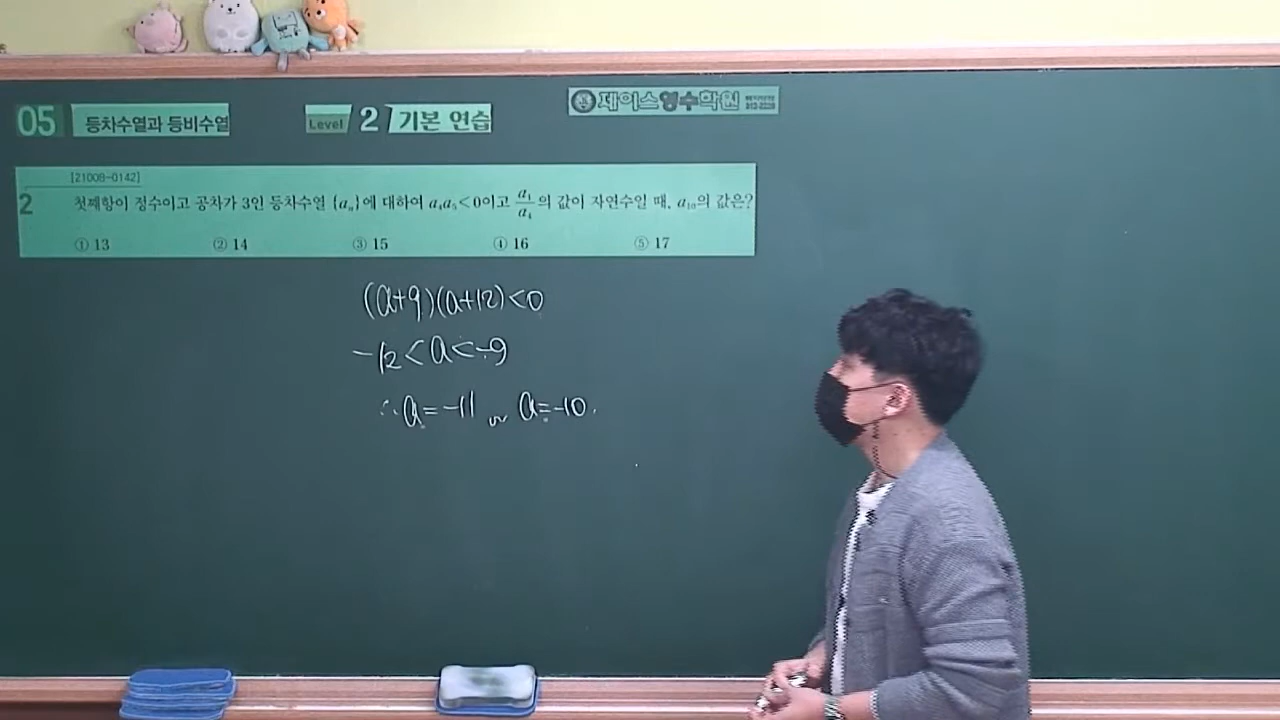 05 등차수열과 등비수열 Level 2 기본 연습 제이스영수학원
[21008-0142]
2 첫째항이 정수이고 공차가 3인 등차수열 {aₙ}에 대하여 a₄a₅<0이고 a₁/a₄의 값이 자연수일 때, a₁₀의 값은?
① 13 ② 14 ③ 15 ④ 16 ⑤ 17
(a+9)(a+12)<0
-12<a<-9
∴a=-11 or a=-10.